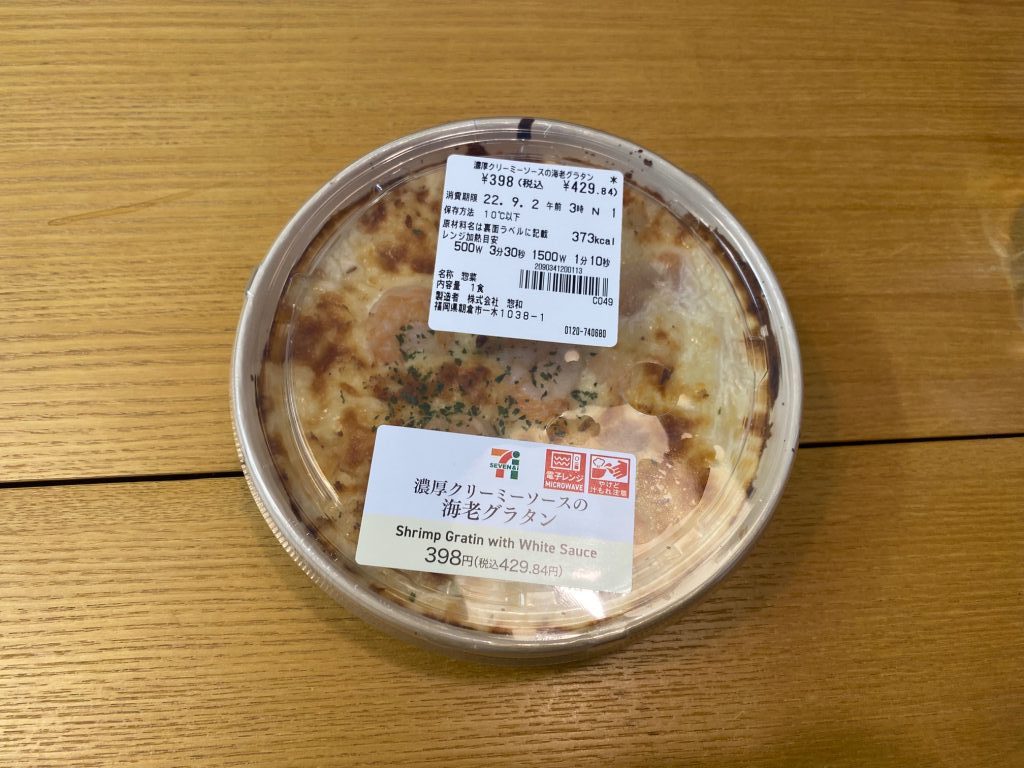 濃厚クリーミーソースの海老グラタン *
¥398(税込 ¥429.84)
消費期限 22.9.2 午前 3時 N 1
保存方法 10℃以下
原材料名は裏面ラベルに記載 373kcal
レンジ加熱目安
500W 3分30秒 1500W 1分10秒
2090341200113
名称 惣菜
内容量 1食
C049
製造者 株式会社 惣和
福岡県朝倉市一木1038-1
0120-740680
7i
SEVEN&i
電子レンジ
MICROWAVE
やけど
汁もれ注意
濃厚クリーミーソースの
海老グラタン
Shrimp Gratin with White Sauce
398円(税込429.84円)